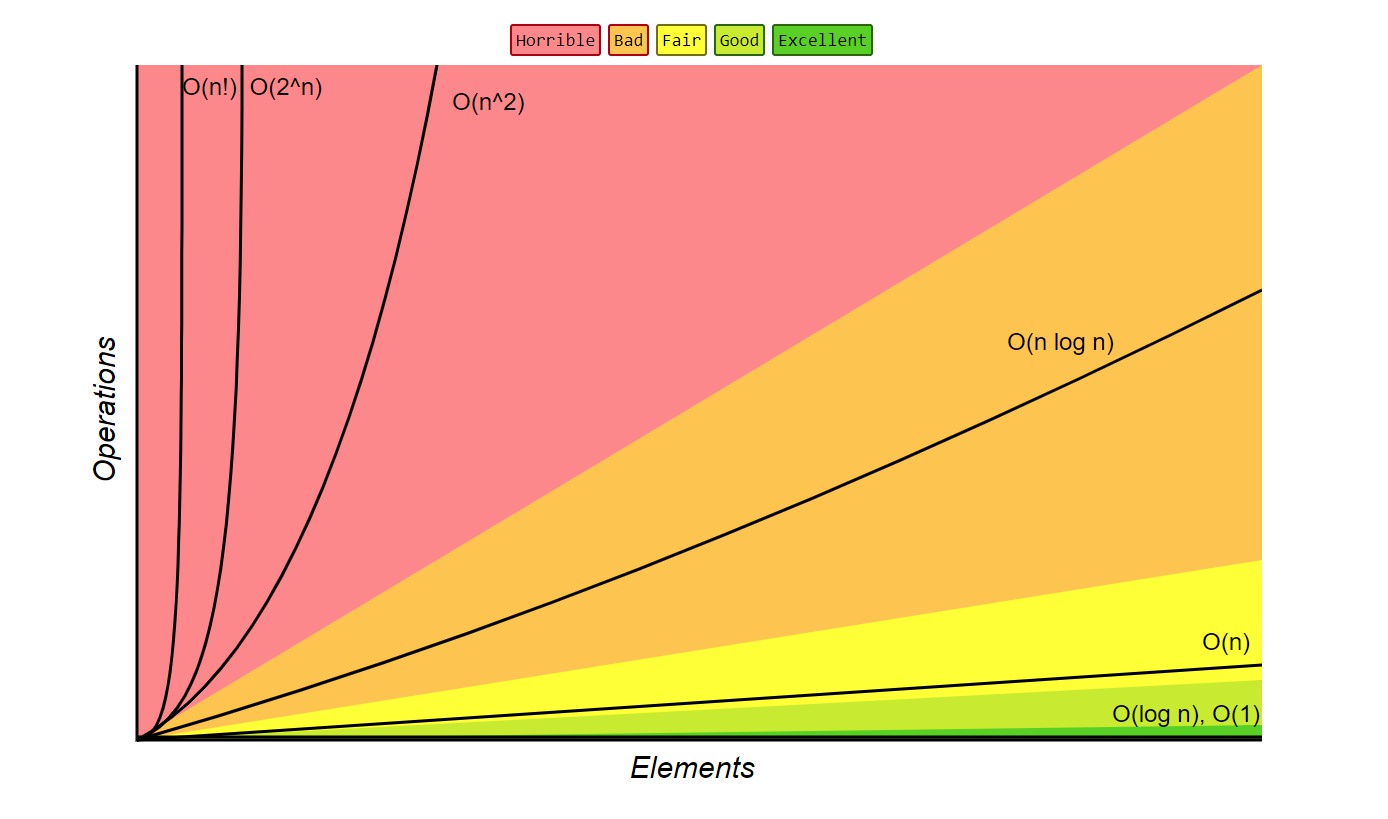 Horrible Bad Fair Good Excellent
O(n!) O(2^n)
O(n^2)
O(n log n)
Operations
O(n)
O(log n), O(1)
Elements